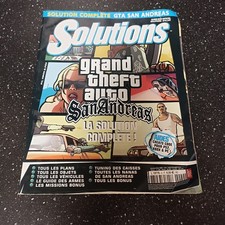 SOLUTION COMPLÈTE GTA SAN ANDREAS
Solutions
grand
theft
auto
San Andreas
LA SOLUTION
COMPLÈTE !
TOUS LES PLANS
TOUS LES OBJETS
TOUS LES VÉHICULES
LE GUIDE DES ARMES
LES MISSIONS BONUS
TUNING DES CAISSES
TOUTES LES NANAS
DE SAN ANDREAS
TOUS LES BONUS